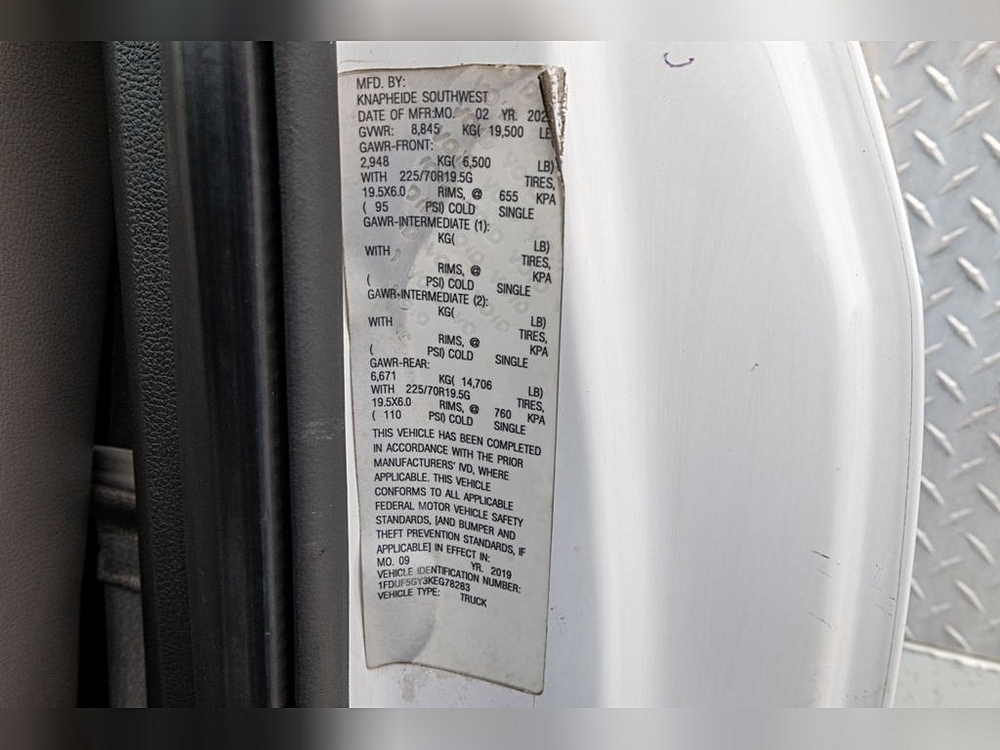 MFD. BY:
KNAPHEIDE SOUTHWEST
DATE OF MFR:MO. 02 YR. 202
GVWR: 8,845 KG( 19,500 LB
GAWR-FRONT:
2,948 KG( 6,500 LB)
WITH 225/70R19.5G TIRES,
19.5X6.0 RIMS, @ 655 KPA
( 95 PSI) COLD SINGLE
GAWR-INTERMEDIATE (1):
KG( LB)
WITH TIRES,
RIMS, @ KPA
( PSI) COLD SINGLE
GAWR-INTERMEDIATE (2):
KG( LB)
WITH TIRES,
RIMS, @ KPA
( PSI) COLD SINGLE
GAWR-REAR:
6,671 KG( 14,706 LB)
WITH 225/70R19.5G TIRES,
19.5X6.0 RIMS, @ 760 KPA
( 110 PSI) COLD SINGLE
THIS VEHICLE HAS BEEN COMPLETED
IN ACCORDANCE WITH THE PRIOR
MANUFACTURERS' IVD, WHERE
APPLICABLE. THIS VEHICLE
CONFORMS TO ALL APPLICABLE
FEDERAL MOTOR VEHICLE SAFETY
STANDARDS, [AND BUMPER AND
THEFT PREVENTION STANDARDS, IF
APPLICABLE] IN EFFECT IN:
MO. 09 YR. 2019
VEHICLE IDENTIFICATION NUMBER:
1FDUF5GY3KEG78283
VEHICLE TYPE: TRUCK